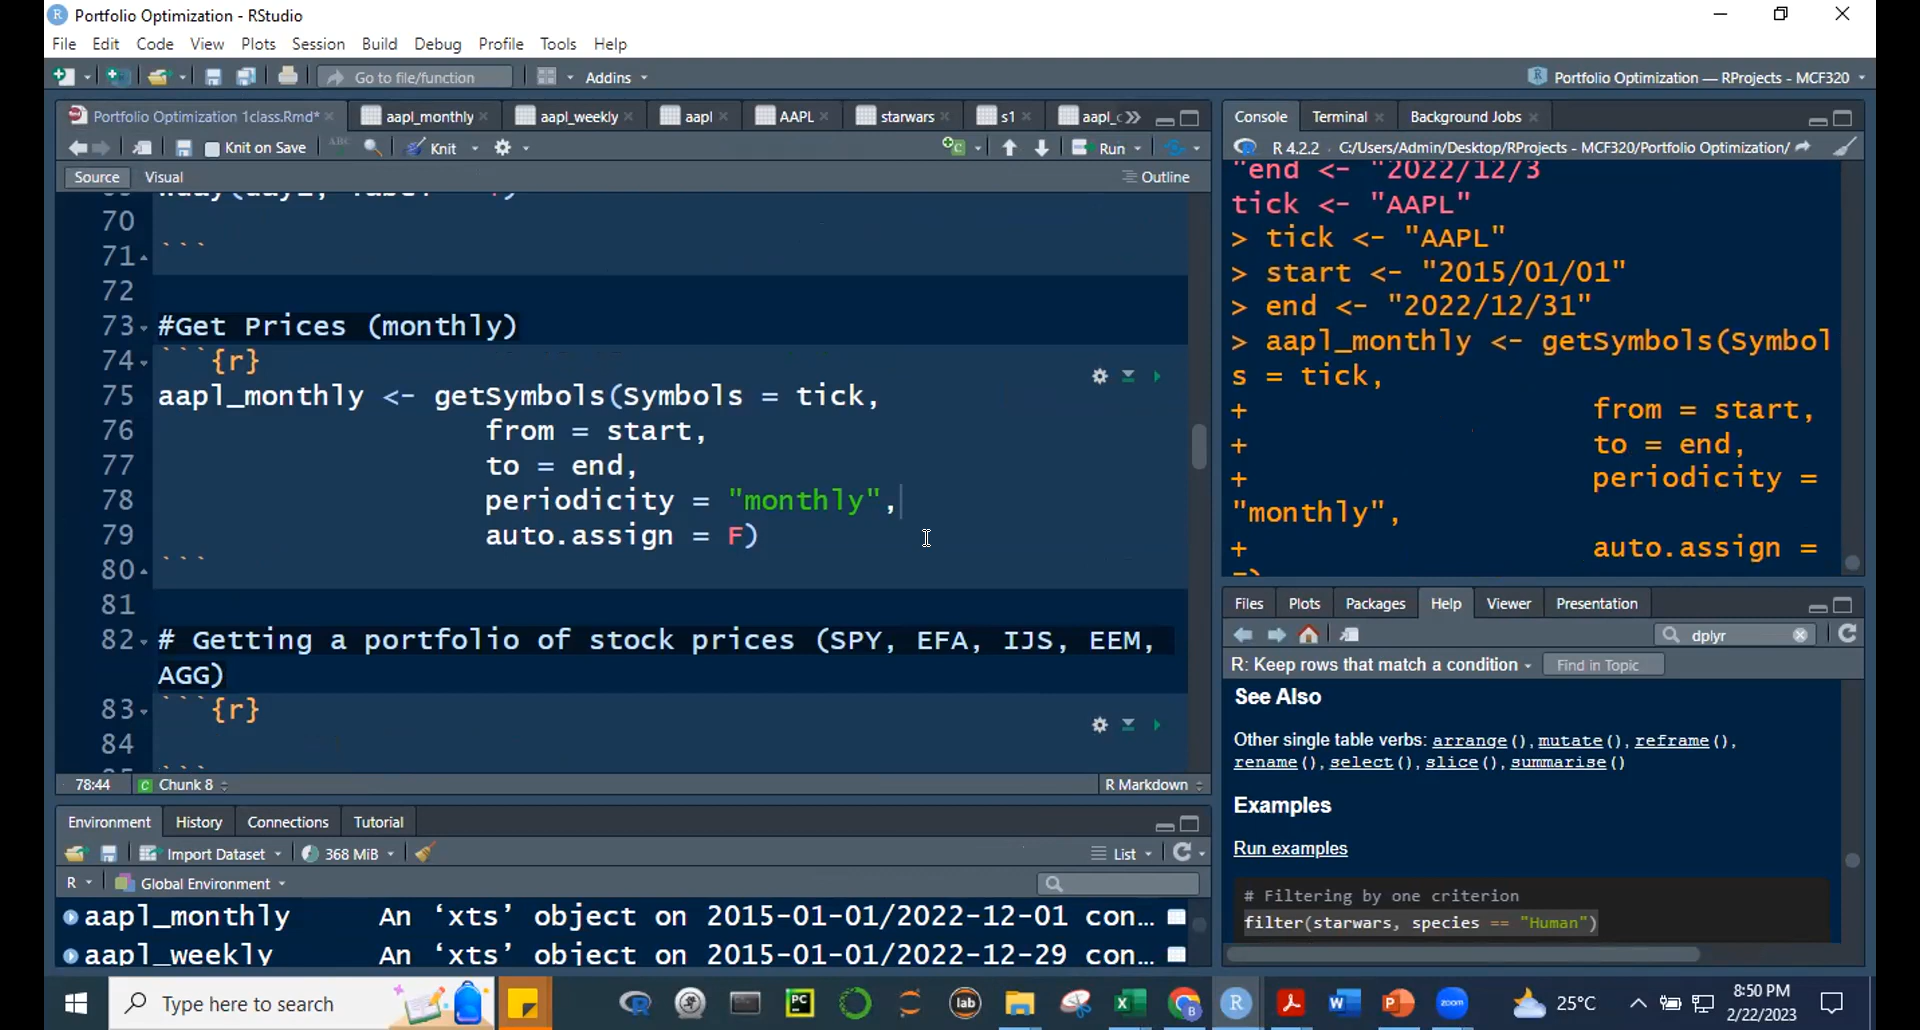 Portfolio Optimization - RStudio
File Edit Code View Plots Session Build Debug Profile Tools Help
Go to file/function Addins Portfolio Optimization — RProjects - MCF320
Portfolio Optimization 1class.Rmd* aapl_monthly aapl_weekly aapl AAPL starwars s1
Knit on Save ABC Knit Run
Source Visual Outline
70
71 ```
72
73 #Get Prices (monthly)
74 ```{r}
75 aapl_monthly <- getSymbols(Symbols = tick,
76 from = start,
77 to = end,
78 periodicity = "monthly",
79 auto.assign = F)
80 ```
81
82 # Getting a portfolio of stock prices (SPY, EFA, IJS, EEM,
AGG)
83 ```{r}
84
78:44 Chunk 8 R Markdown
Environment History Connections Tutorial
Import Dataset 368 MiB List
R Global Environment
aapl_monthly An ‘xts’ object on 2015-01-01/2022-12-01 con…
aapl_weekly An ‘xts’ object on 2015-01-01/2022-12-29 con…
Console Terminal Background Jobs
R 4.2.2 C:/Users/Admin/Desktop/RProjects - MCF320/Portfolio Optimization/
"end <- "2022/12/3
tick <- "AAPL"
> tick <- "AAPL"
> start <- "2015/01/01"
> end <- "2022/12/31"
> aapl_monthly <- getSymbols(Symbol
s = tick,
+ from = start,
+ to = end,
+ periodicity =
"monthly",
+ auto.assign =
Files Plots Packages Help Viewer Presentation
dplyr
R: Keep rows that match a condition Find in Topic
See Also
Other single table verbs: arrange(), mutate(), reframe(),
rename(), select(), slice(), summarise()
Examples
Run examples
# Filtering by one criterion
filter(starwars, species == "Human")
Type here to search PC lab 25°C 8:50 PM
2/22/2023